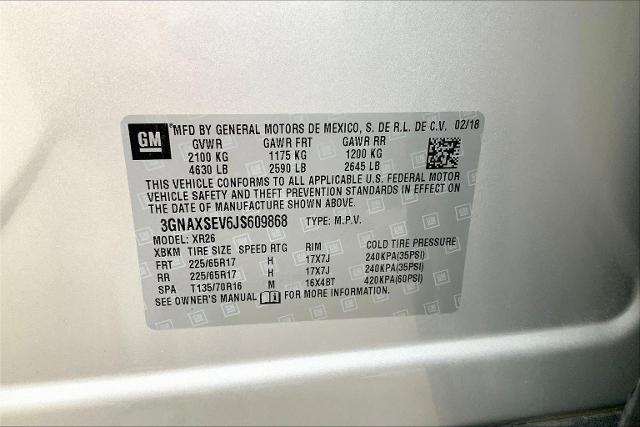 GM MFD BY GENERAL MOTORS DE MEXICO, S. DE R.L. DE C.V. 02/18
GVWR GAWR FRT GAWR RR
2100 KG 1175 KG 1200 KG
4630 LB 2590 LB 2645 LB
THIS VEHICLE CONFORMS TO ALL APPLICABLE U.S. FEDERAL MOTOR
VEHICLE SAFETY AND THEFT PREVENTION STANDARDS IN EFFECT ON
THE DATE OF MANUFACTURE SHOWN ABOVE.
3GNAXSEV6JS609868 TYPE: M.P.V.
MODEL: XR26
XBKM TIRE SIZE SPEED RTG RIM COLD TIRE PRESSURE
FRT 225/65R17 H 17X7J 240KPA(35PSI)
RR 225/65R17 H 17X7J 240KPA(35PSI)
SPA T135/70R16 M 16X4BT 420KPA(60PSI)
SEE OWNER'S MANUAL i FOR MORE INFORMATION.